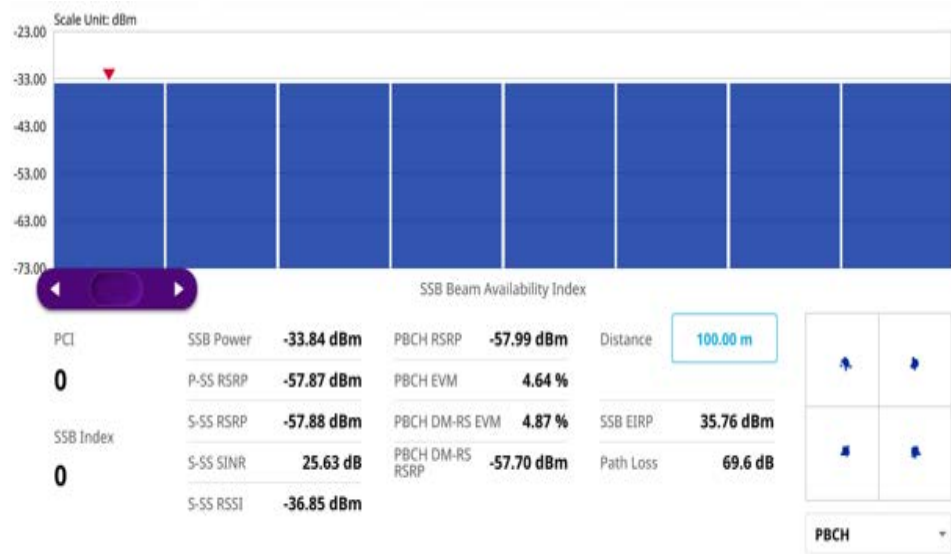 Scale Unit: dBm
-23.00
-33.00
-43.00
-53.00
-63.00
-73.00
SSB Beam Availability Index
PCI
0
SSB Index
0
SSB Power -33.84 dBm
P-SS RSRP -57.87 dBm
S-SS RSRP -57.88 dBm
S-SS SINR 25.63 dB
S-SS RSSI -36.85 dBm
PBCH RSRP -57.99 dBm
PBCH EVM 4.64 %
PBCH DM-RS EVM 4.87 %
PBCH DM-RS
RSRP -57.70 dBm
Distance 100.00 m
SSB EIRP 35.76 dBm
Path Loss 69.6 dB
PBCH